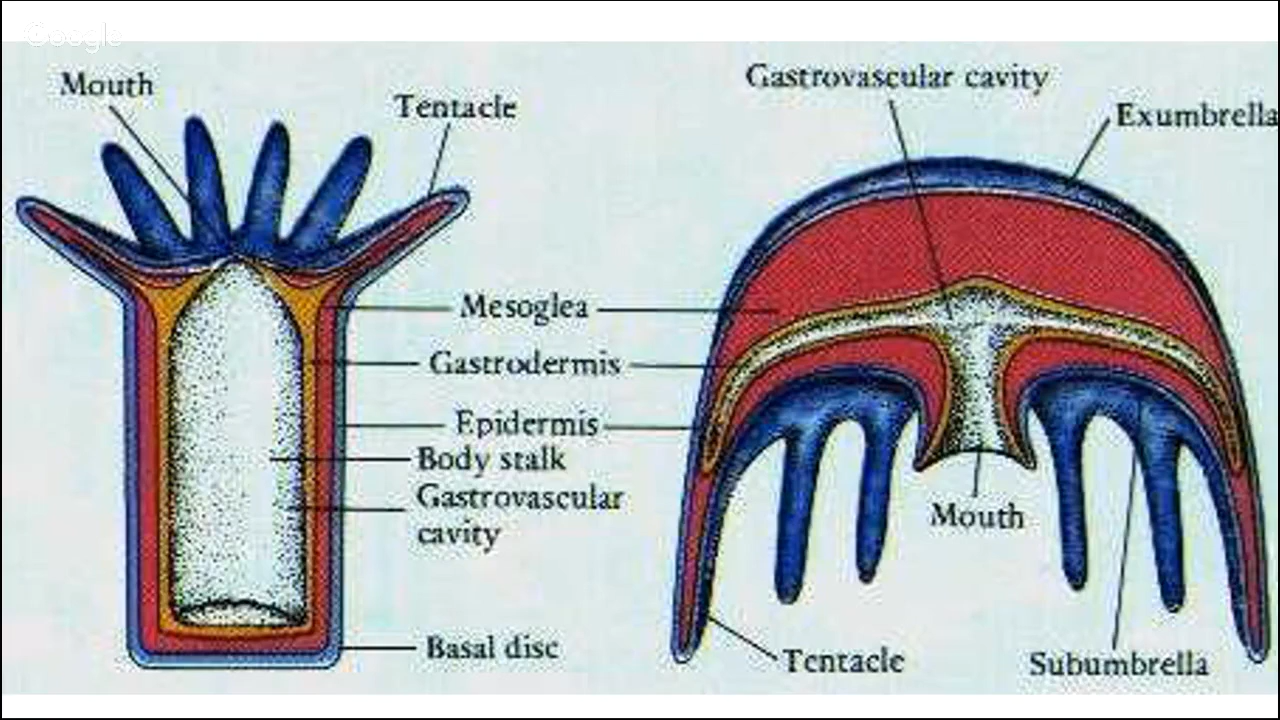 Google
Mouth
Tentacle
Mesoglea
Gastrodermis
Epidermis
Body stalk
Gastrovascular
cavity
Basal disc
Gastrovascular cavity
Exumbrella
Mouth
Tentacle
Subumbrella